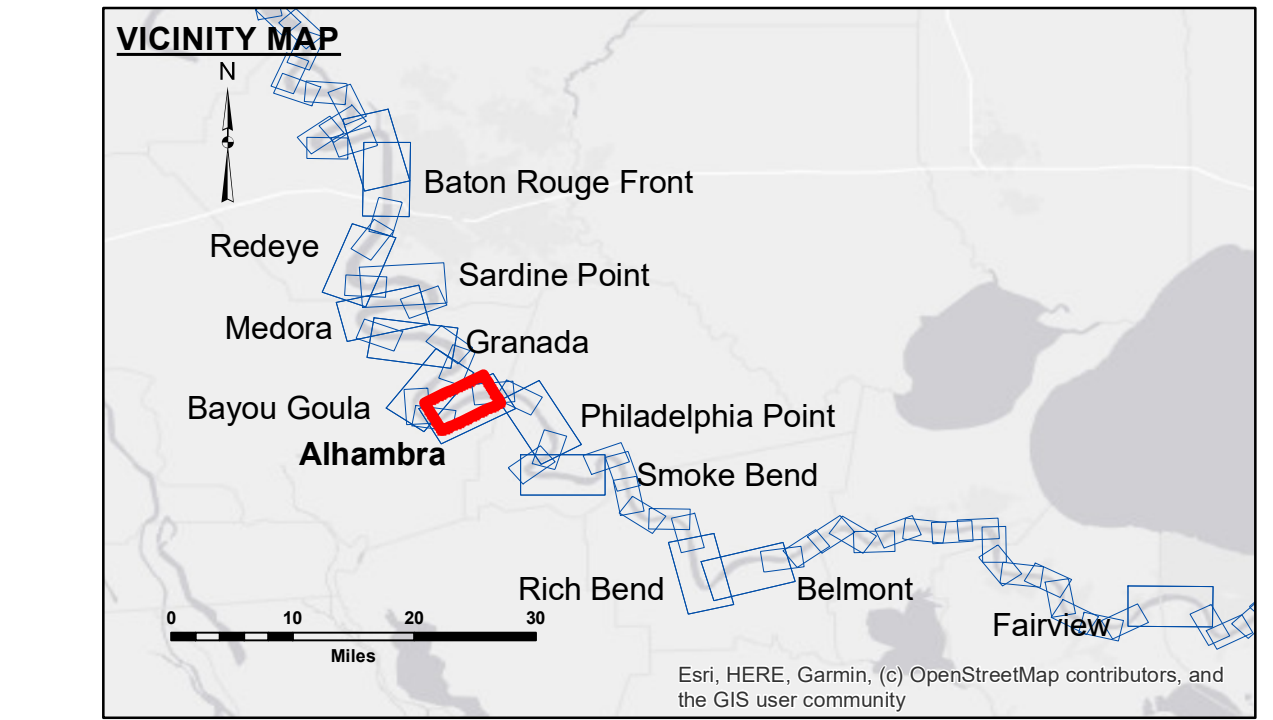 VICINITY MAP
N
Baton Rouge Front
Redeye
Sardine Point
Medora
Granada
Bayou Goula
Philadelphia Point
Alhambra
Smoke Bend
Rich Bend
Belmont
Fairview
0 10 20 30
Miles
Esri, HERE, Garmin, (c) OpenStreetMap contributors, and
the GIS user community